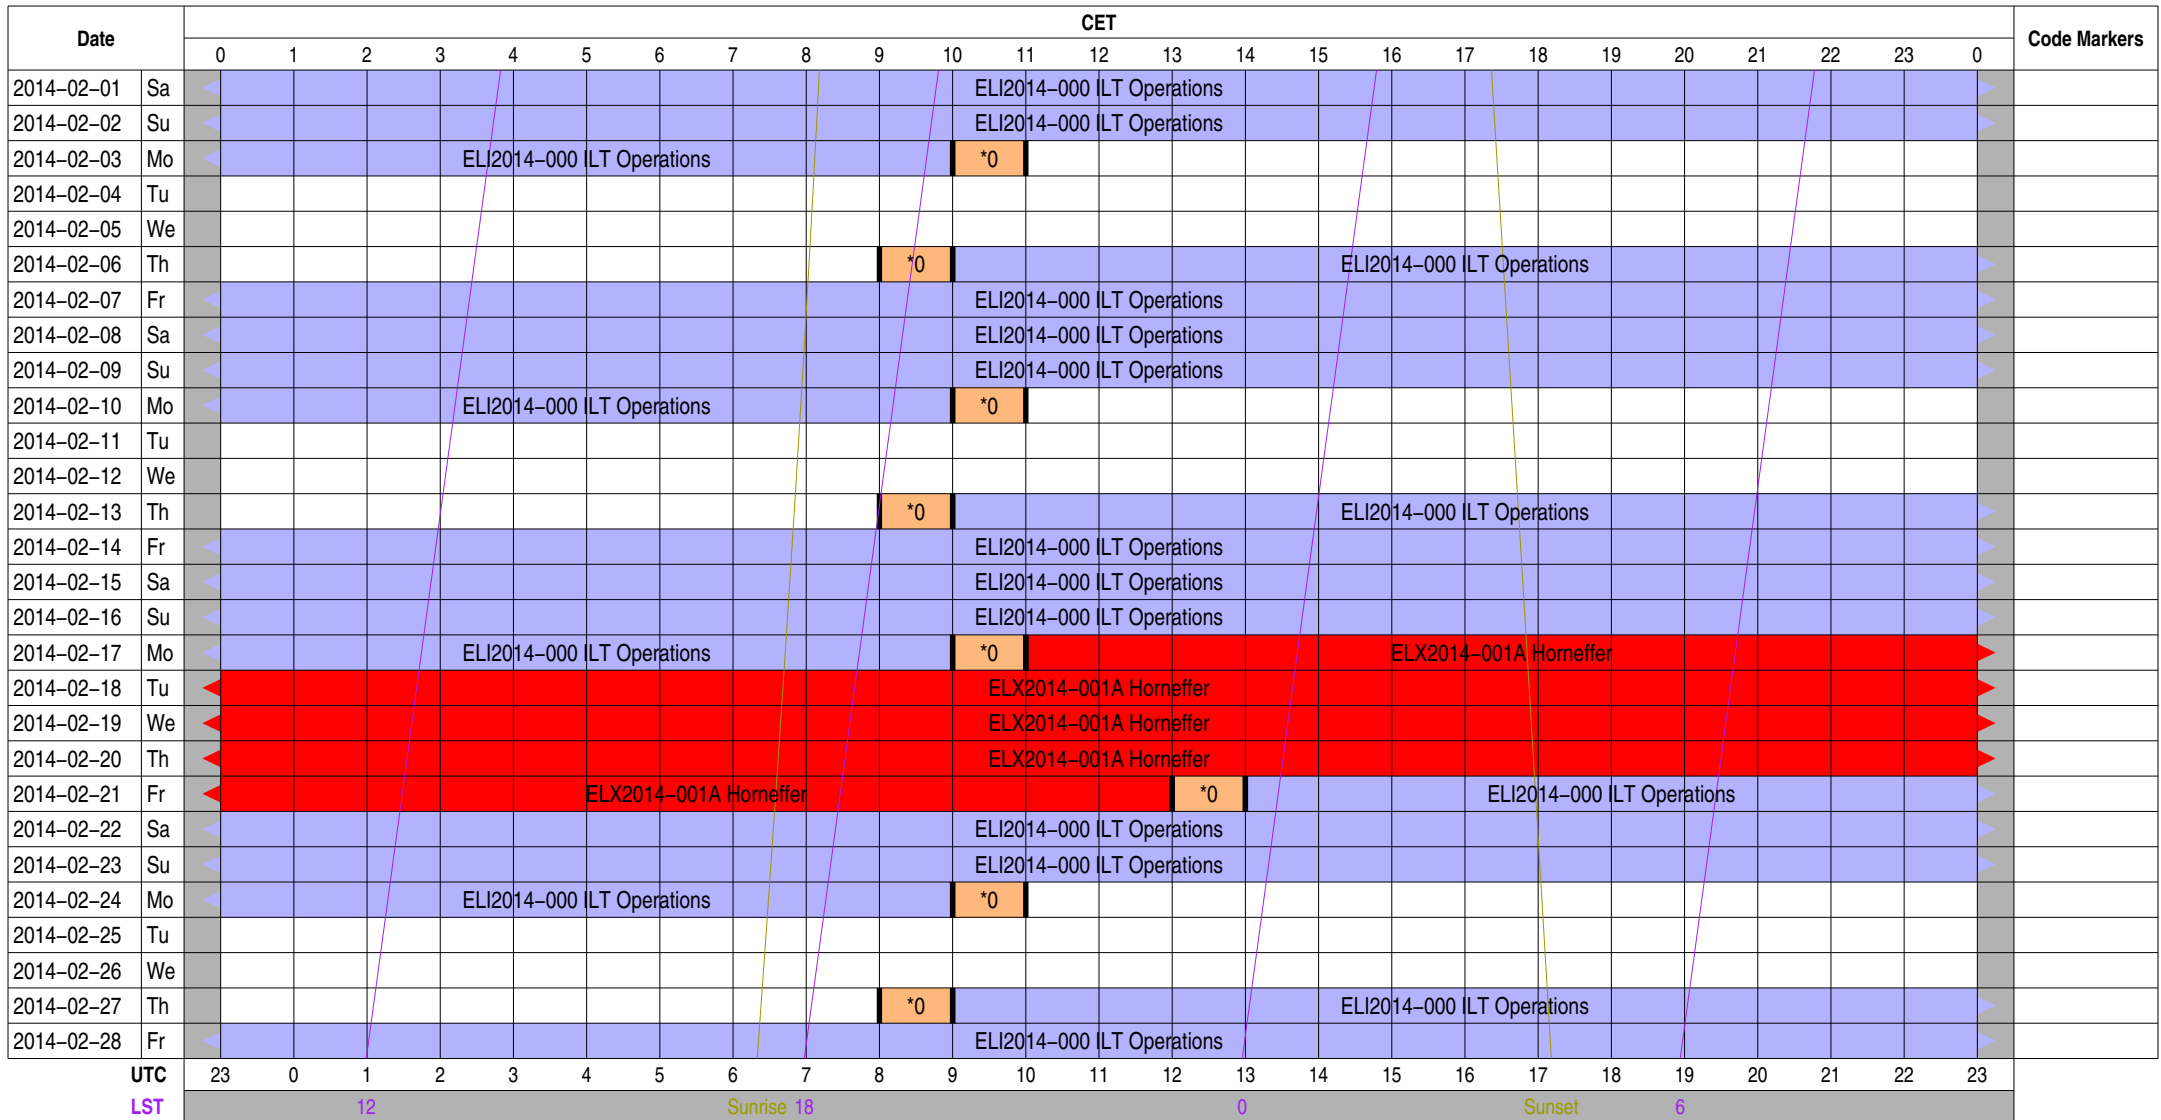 Date CET Code Markers
0 1 2 3 4 5 6 7 8 9 10 11 12 13 14 15 16 17 18 19 20 21 22 23 0
2014-02-01 Sa ELI2014-000 ILT Operations
2014-02-02 Su ELI2014-000 ILT Operations
2014-02-03 Mo ELI2014-000 ILT Operations *0
2014-02-04 Tu
2014-02-05 We
2014-02-06 Th *0 ELI2014-000 ILT Operations
2014-02-07 Fr ELI2014-000 ILT Operations
2014-02-08 Sa ELI2014-000 ILT Operations
2014-02-09 Su ELI2014-000 ILT Operations
2014-02-10 Mo ELI2014-000 ILT Operations *0
2014-02-11 Tu
2014-02-12 We
2014-02-13 Th *0 ELI2014-000 ILT Operations
2014-02-14 Fr ELI2014-000 ILT Operations
2014-02-15 Sa ELI2014-000 ILT Operations
2014-02-16 Su ELI2014-000 ILT Operations
2014-02-17 Mo ELI2014-000 ILT Operations *0 ELX2014-001A Horneffer
2014-02-18 Tu ELX2014-001A Horneffer
2014-02-19 We ELX2014-001A Horneffer
2014-02-20 Th ELX2014-001A Horneffer
2014-02-21 Fr ELX2014-001A Horneffer *0 ELI2014-000 ILT Operations
2014-02-22 Sa ELI2014-000 ILT Operations
2014-02-23 Su ELI2014-000 ILT Operations
2014-02-24 Mo ELI2014-000 ILT Operations *0
2014-02-25 Tu
2014-02-26 We
2014-02-27 Th *0 ELI2014-000 ILT Operations
2014-02-28 Fr ELI2014-000 ILT Operations
UTC 23 0 1 2 3 4 5 6 7 8 9 10 11 12 13 14 15 16 17 18 19 20 21 22 23
LST 12 Sunrise 18 0 Sunset 6